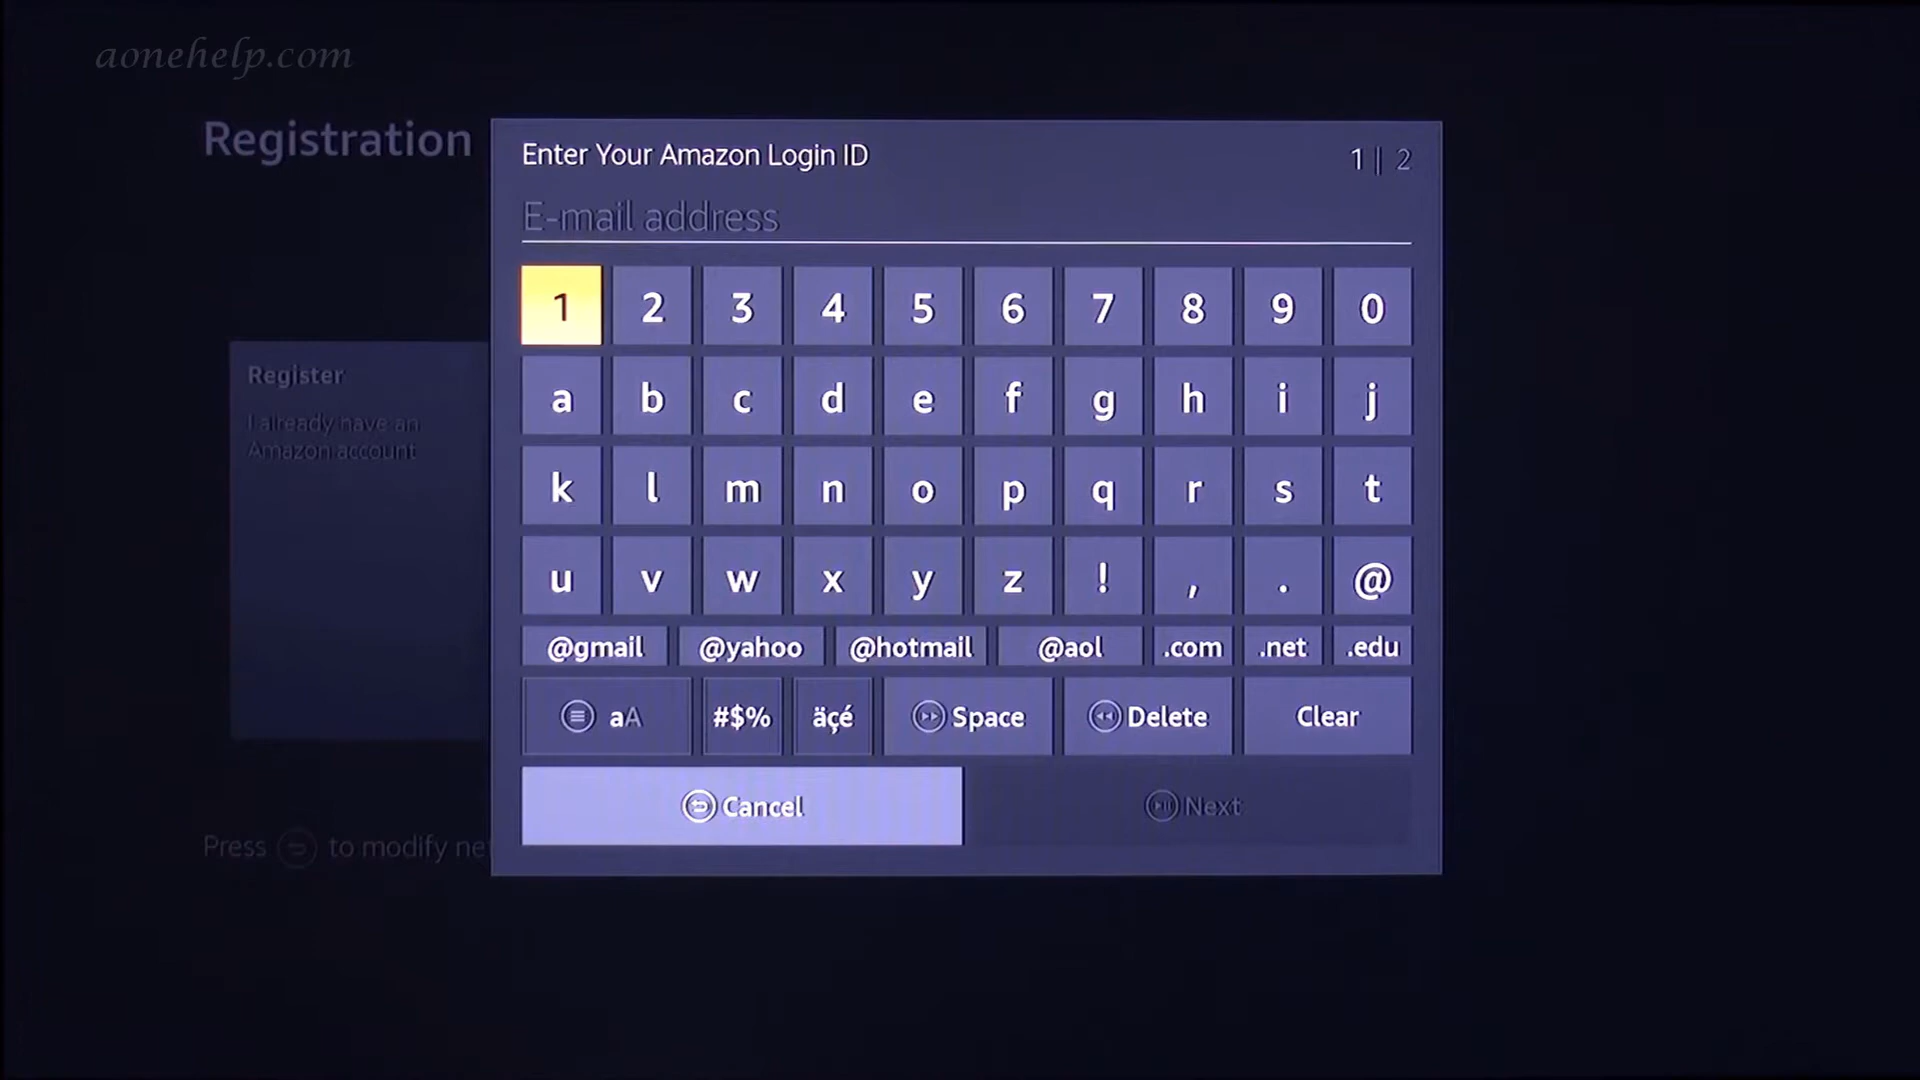 aonehelp.com
Registration
Enter Your Amazon Login ID
1 | 2
E-mail address
1 2 3 4 5 6 7 8 9 0
a b c d e f g h i j
k l m n o p q r s t
u v w x y z ! , . @
@gmail @yahoo @hotmail @aol .com .net .edu
aA #$% äçé Space Delete Clear
Cancel Next
Register
I already have an
Amazon account
Press to modify net